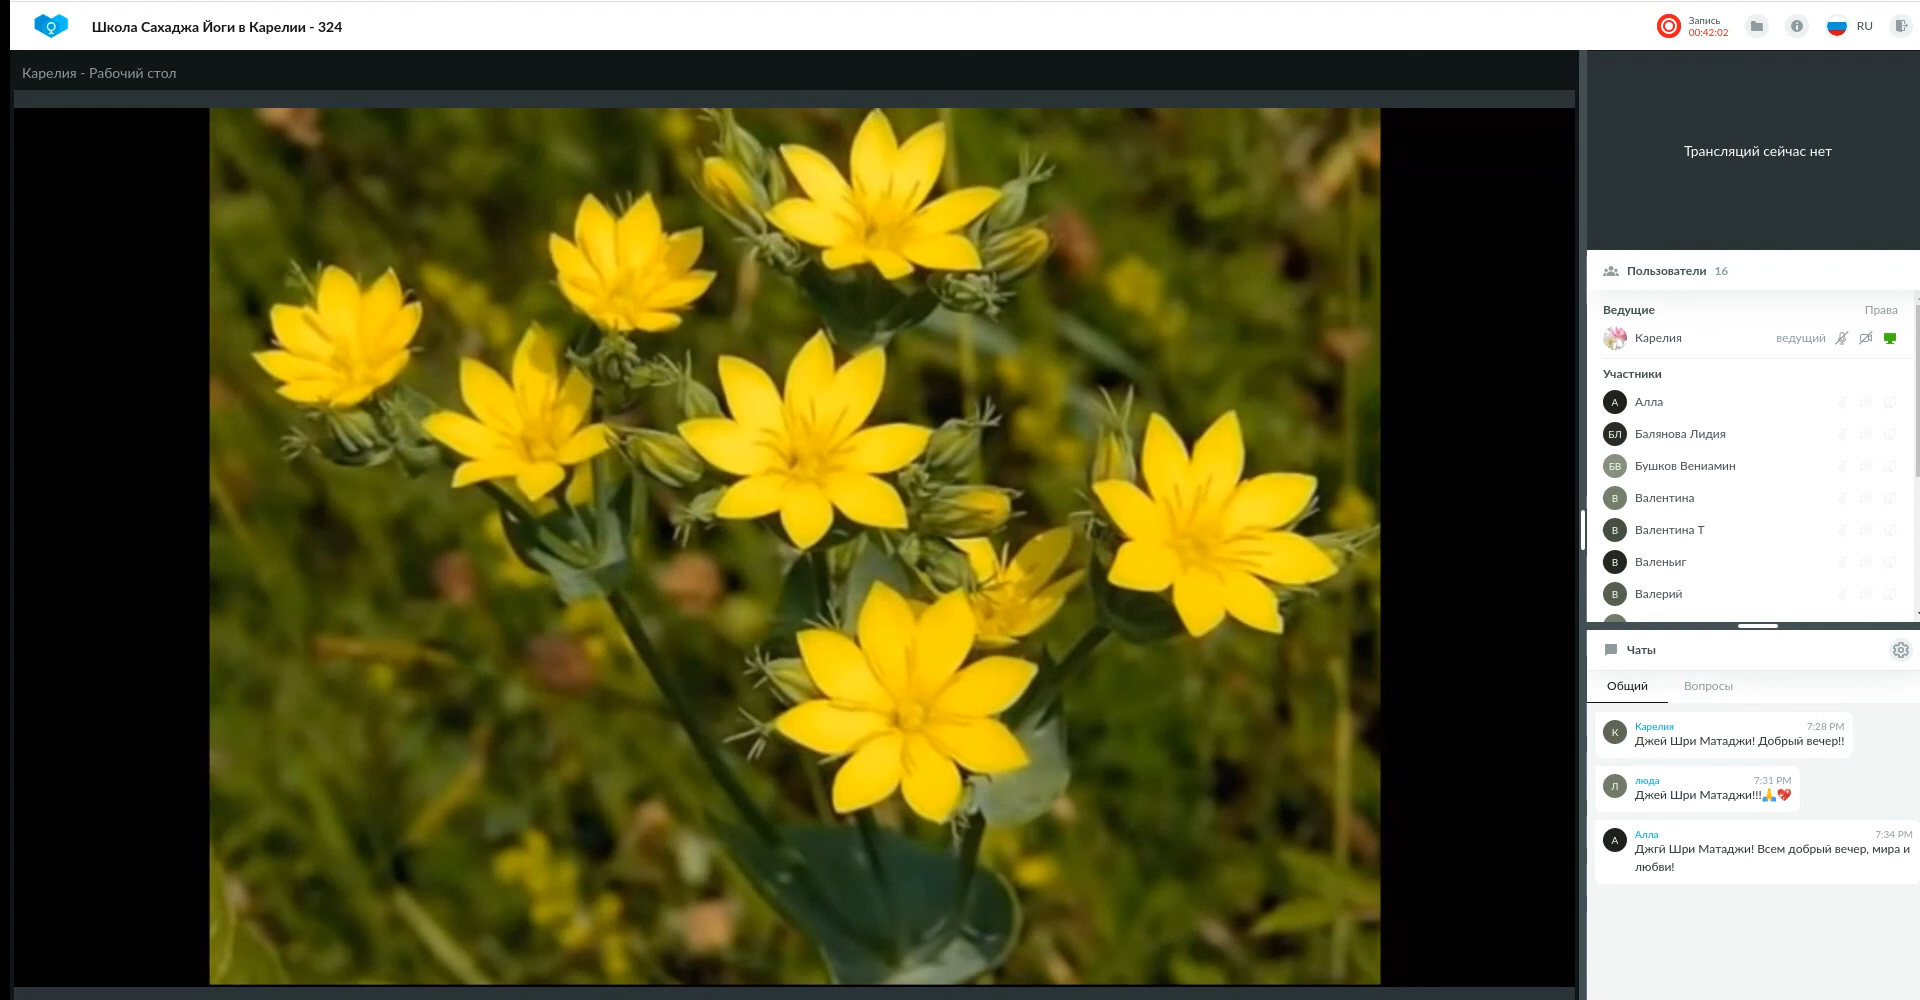 Школа Сахаджа Йоги в Карелии - 324
Запись
00:42:02
RU
Карелия - Рабочий стол
Трансляций сейчас нет
Пользователи 16
Ведущие Права
Карелия ведущий
Участники
А Алла
БЛ Балянова Лидия
БВ Бушков Вениамин
В Валентина
В Валентина Т
В Валеньиг
В Валерий
Чаты
Общий Вопросы
К Карелия 7:28 PM
Джей Шри Матаджи! Добрый вечер!!
Л люда 7:31 PM
Джей Шри Матаджи!!!🙏💖
А Алла 7:34 PM
Джгй Шри Матаджи! Всем добрый вечер, мира и
любви!